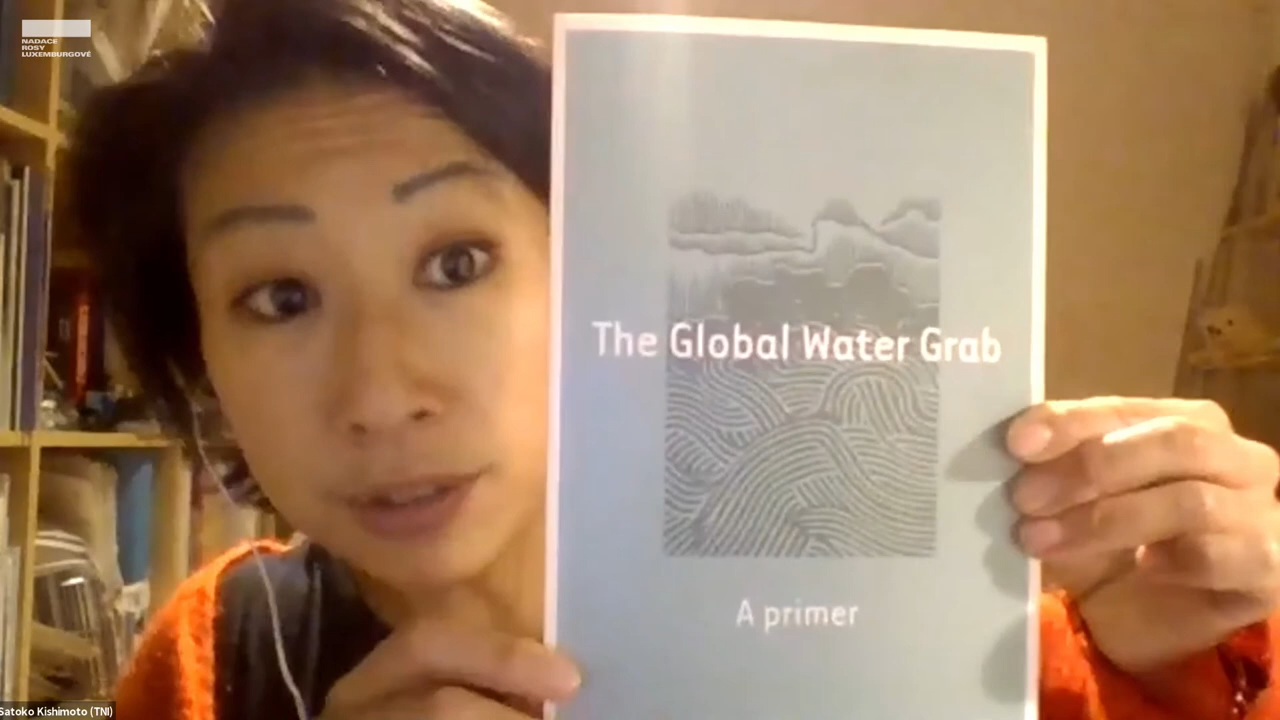 NADACE
ROSY
LUXEMBURGOVÉ
The Global Water Grab
A primer
Satoko Kishimoto (TNI)